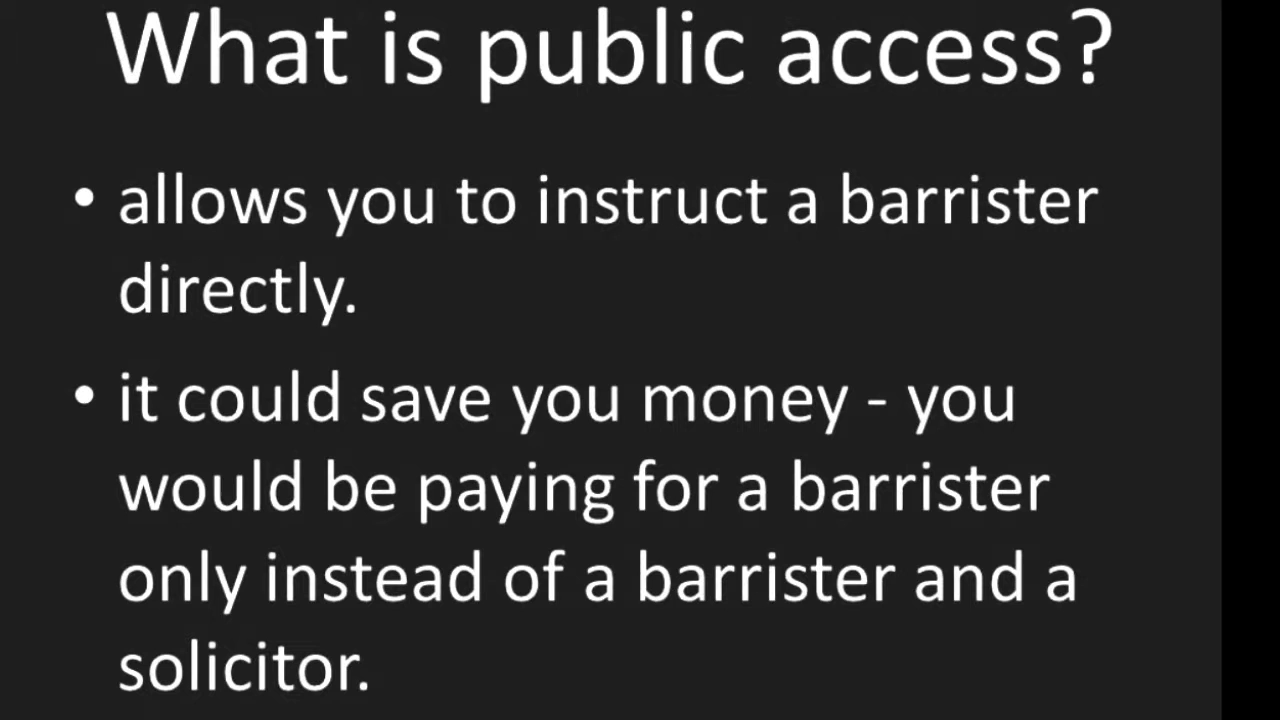 What is public access?
• allows you to instruct a barrister
directly.
• it could save you money - you
would be paying for a barrister
only instead of a barrister and a
solicitor.